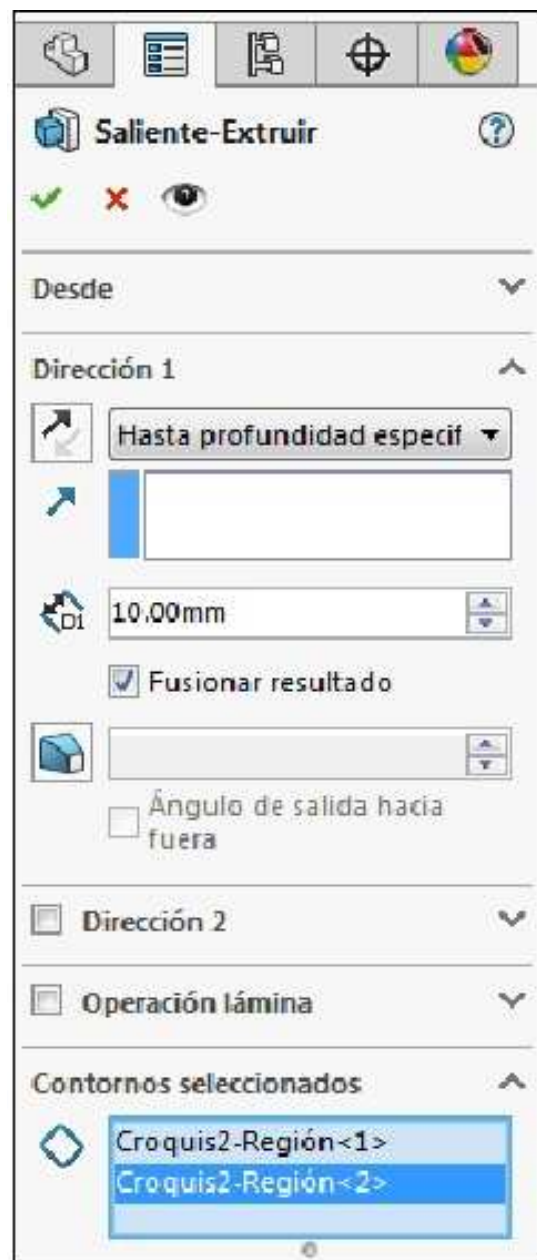 Saliente-Extruir
Desde
Dirección 1
Hasta profundidad especif
D1
10.00mm
Fusionar resultado
Ángulo de salida hacia
fuera
Dirección 2
Operación lámina
Contornos seleccionados
Croquis2-Región<1>
Croquis2-Región<2>